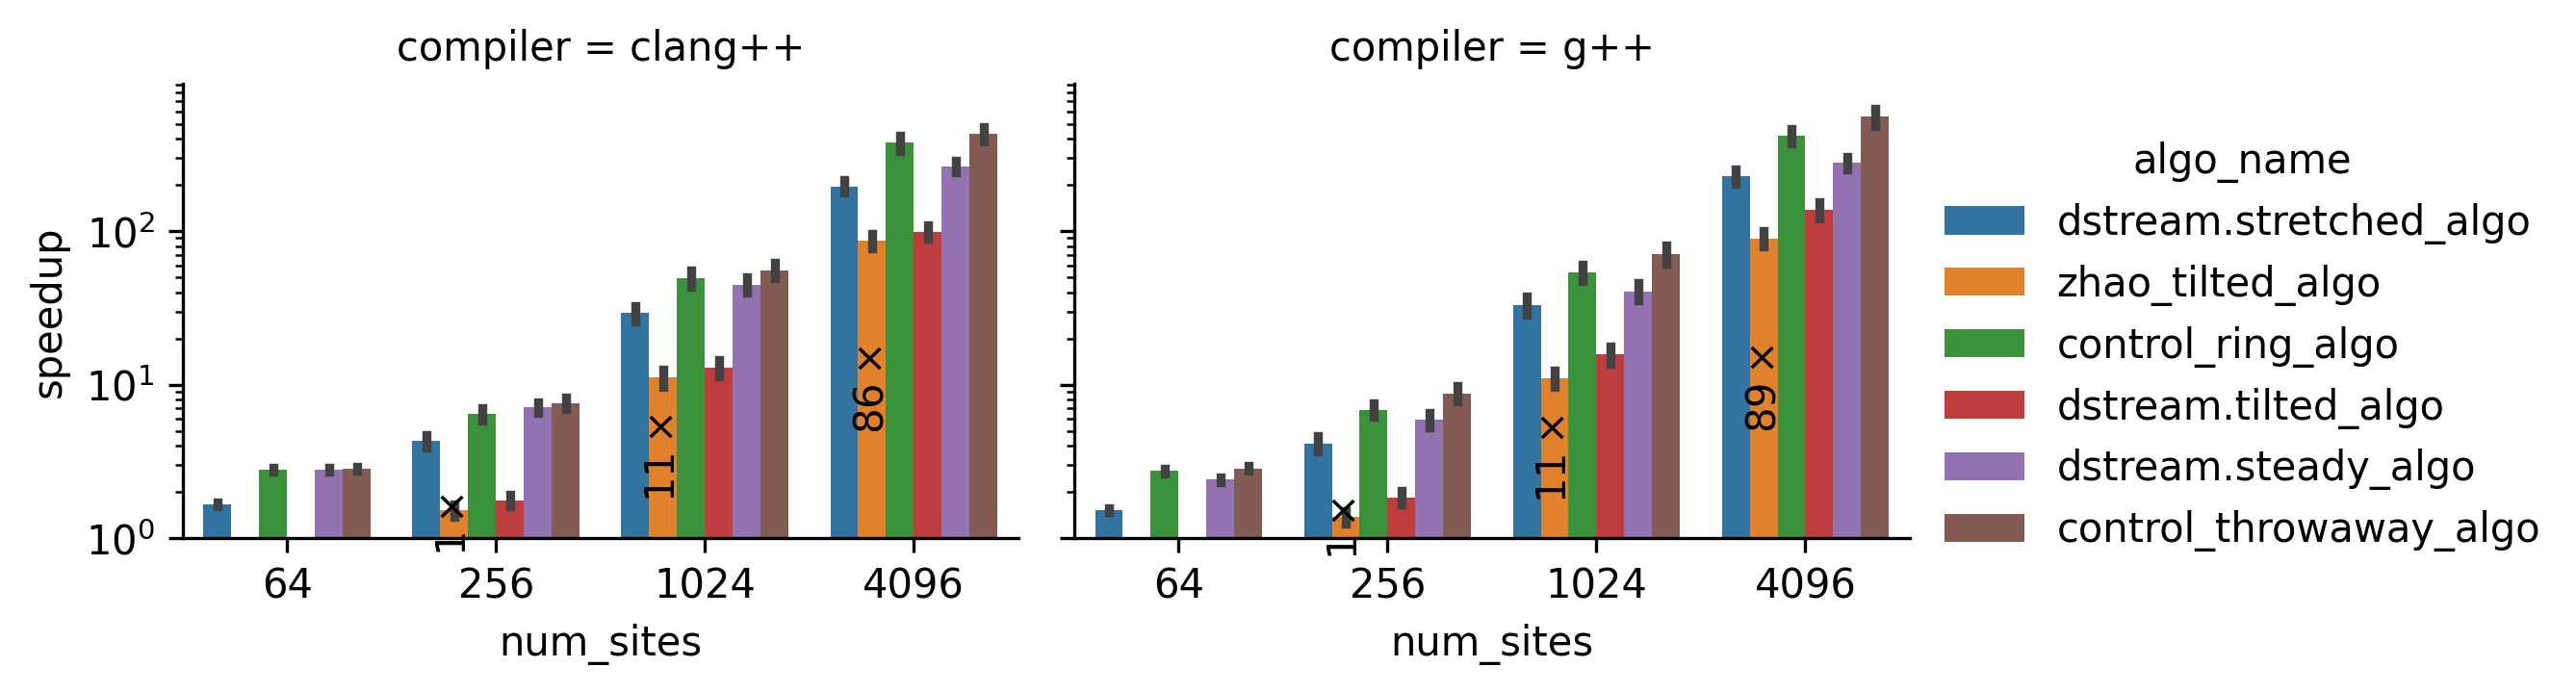 compiler = clang++
compiler = g++
speedup
10²
10¹
10⁰
1 ×
11 ×
86 ×
64
256
1024
4096
num_sites
1 ×
11 ×
89 ×
64
256
1024
4096
num_sites
algo_name
dstream.stretched_algo
zhao_tilted_algo
control_ring_algo
dstream.tilted_algo
dstream.steady_algo
control_throwaway_algo